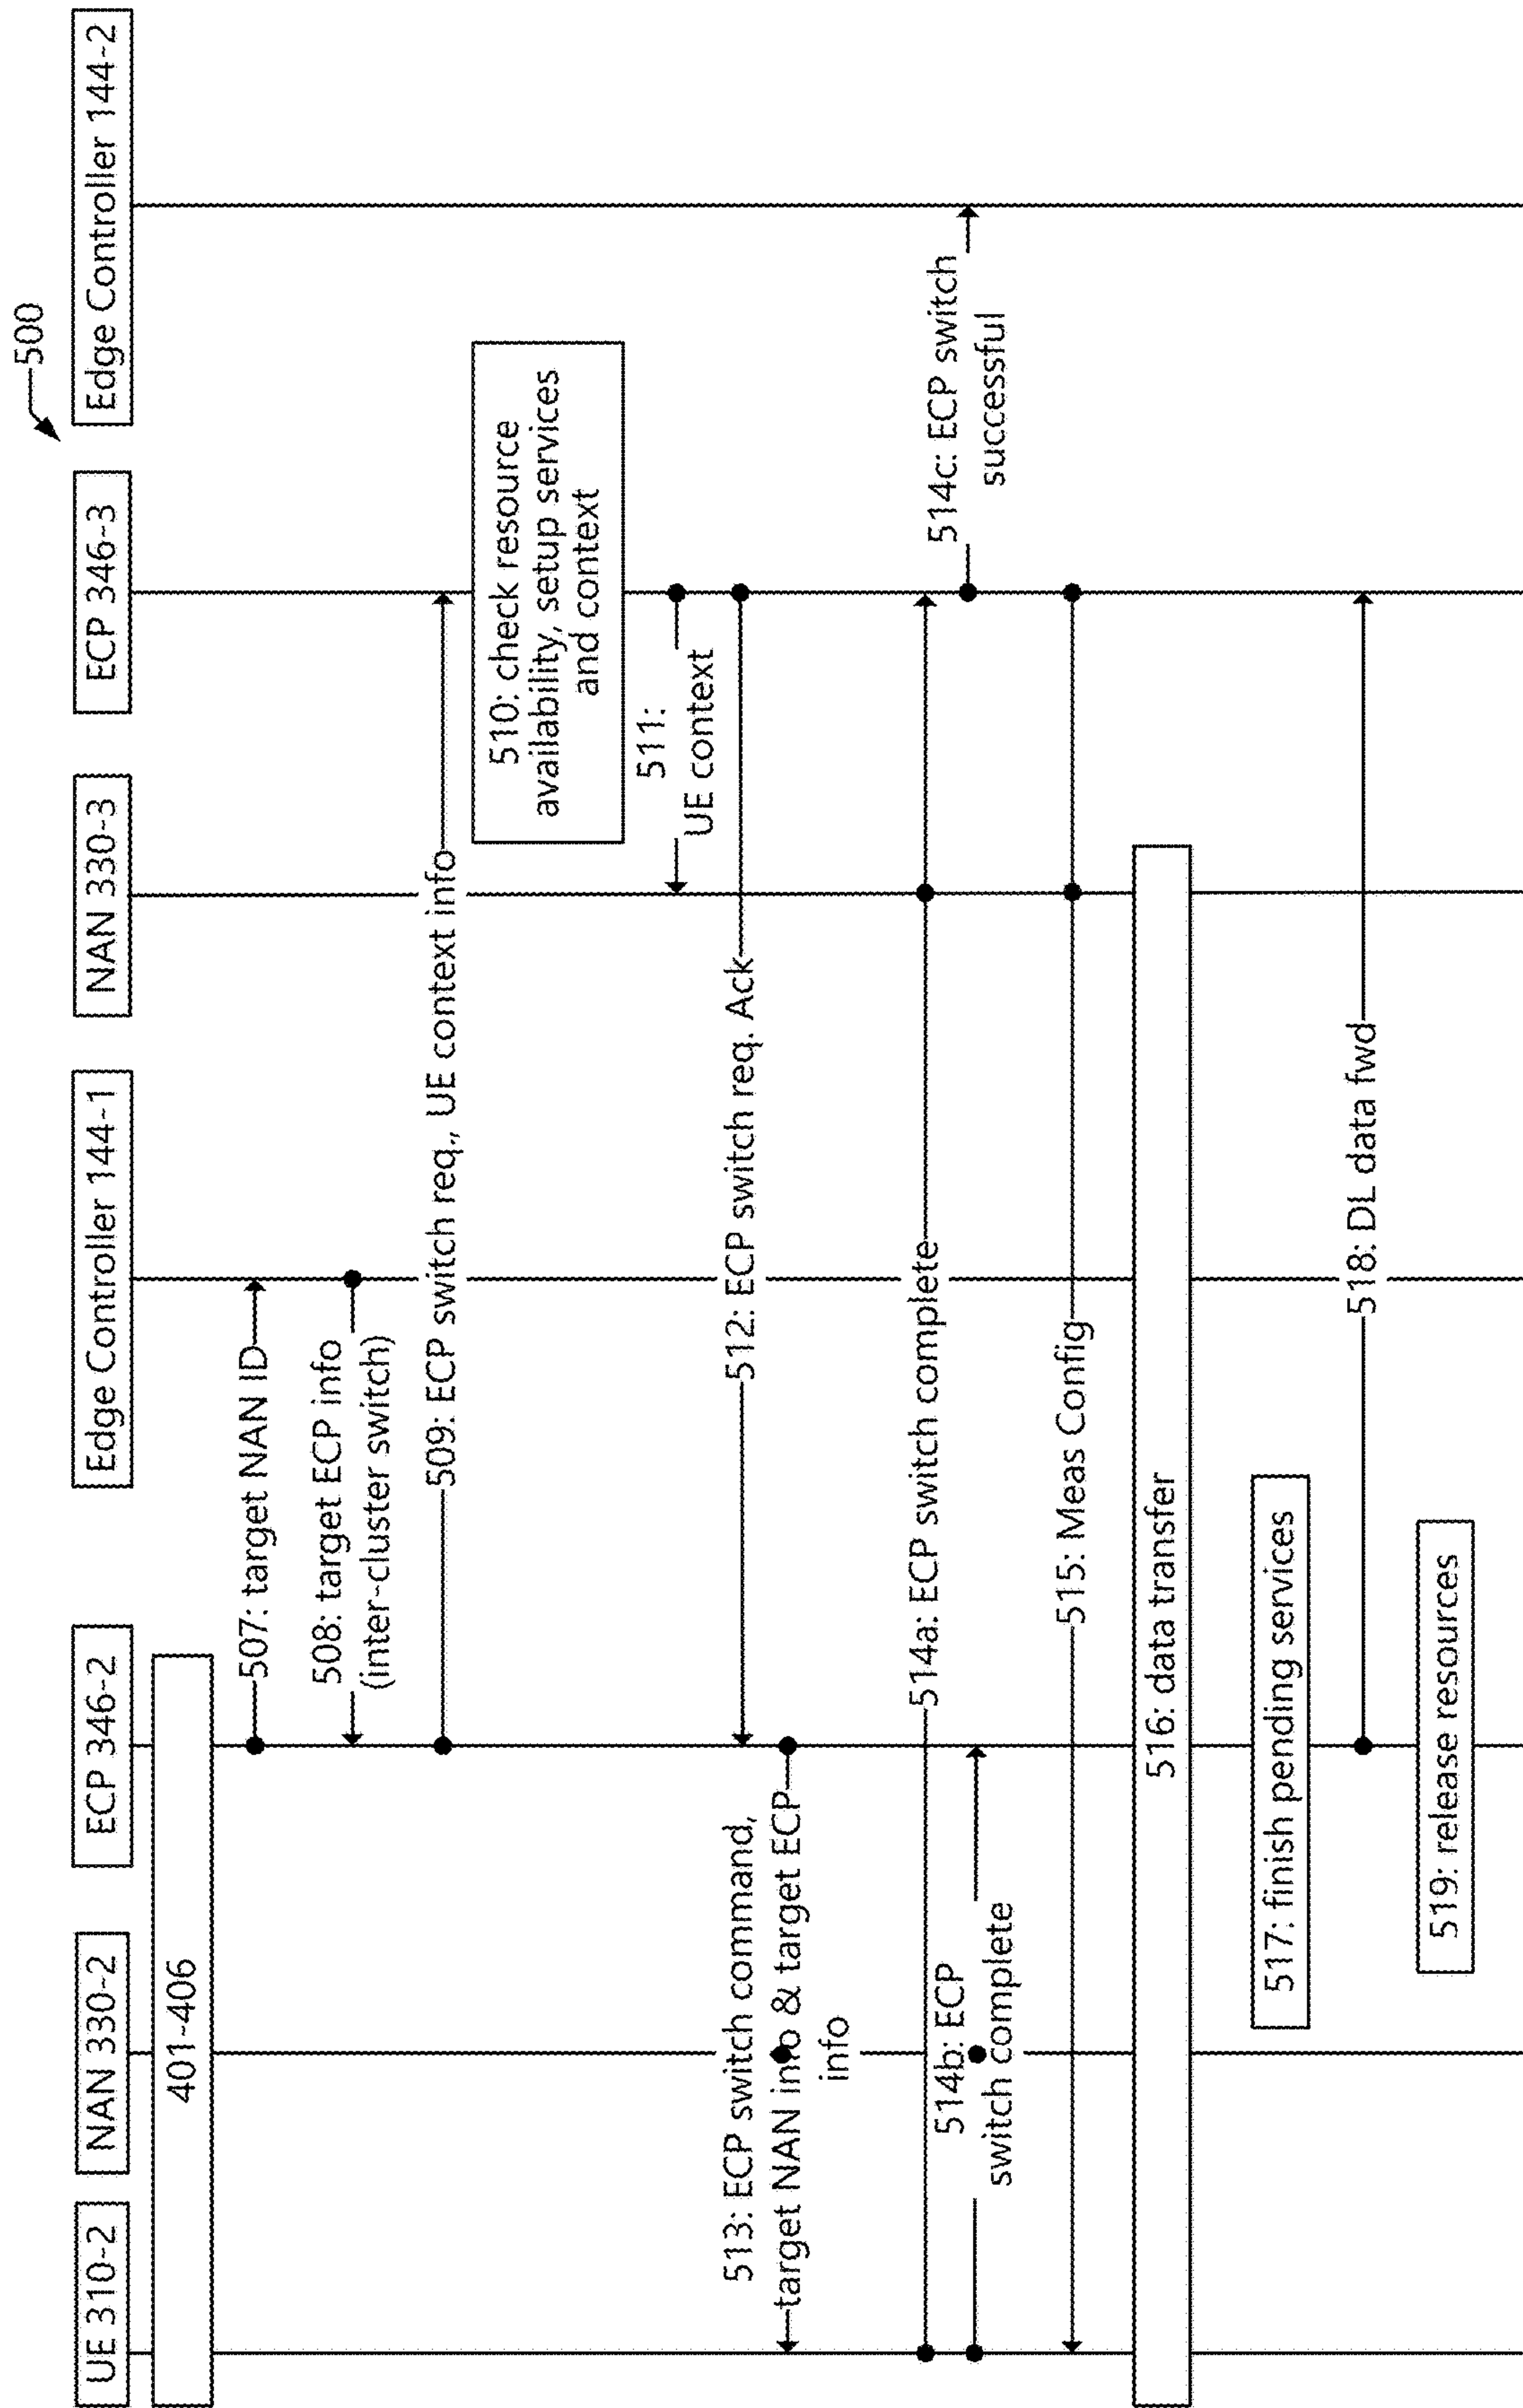 500
UE 310-2
NAN 330-2
ECP 346-2
Edge Controller 144-1
NAN 330-3
ECP 346-3
Edge Controller 144-2
401-406
507: target NAN ID
508: target ECP info
(inter-cluster switch)
509: ECP switch req., UE context info
510: check resource
availability, setup services
and context
511:
UE context
512: ECP switch req. Ack
513: ECP switch command,
target NAN info & target ECP
info
514a: ECP switch complete
514b: ECP
switch complete
514c: ECP switch
successful
515: Meas Config
516: data transfer
517: finish pending services
518: DL data fwd
519: release resources